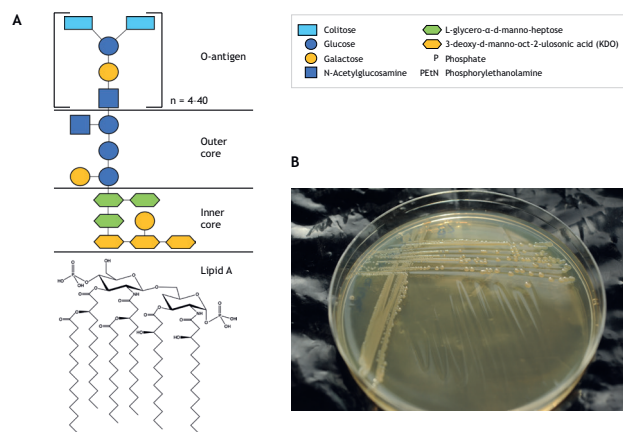 A
O-antigen
n = 4-40
Outer
core
Inner
core
Lipid A
Colitose
Glucose
Galactose
N-Acetylglucosamine
L-glycero-α-d-manno-heptose
3-deoxy-d-manno-oct-2-ulosonic acid (KDO)
P Phosphate
PEtN Phosphorylethanolamine
B